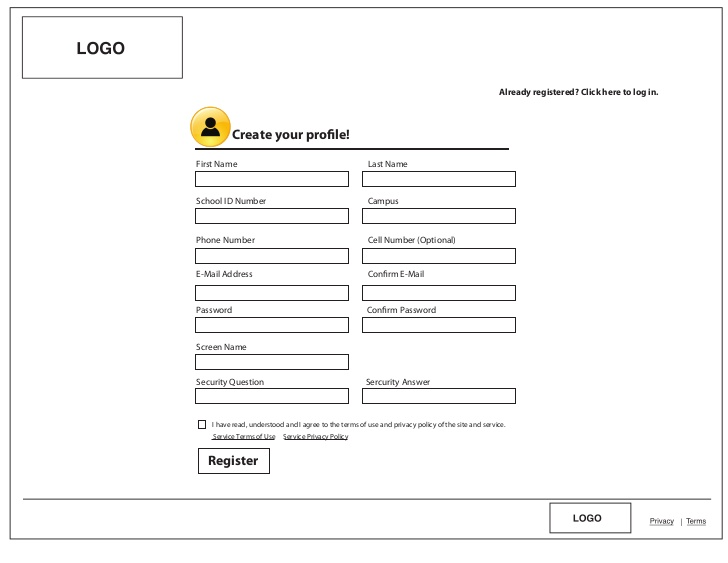 LOGO
Already registered? Click here to log in.
Create your profile!
First Name
Last Name
School ID Number
Campus
Phone Number
Cell Number (Optional)
E-Mail Address
Confirm E-Mail
Password
Confirm Password
Screen Name
Security Question
Sercurity Answer
I have read, understood and I agree to the terms of use and privacy policy of the site and service.
Service Terms of Use Service Privacy Policy
Register
LOGO
Privacy | Terms